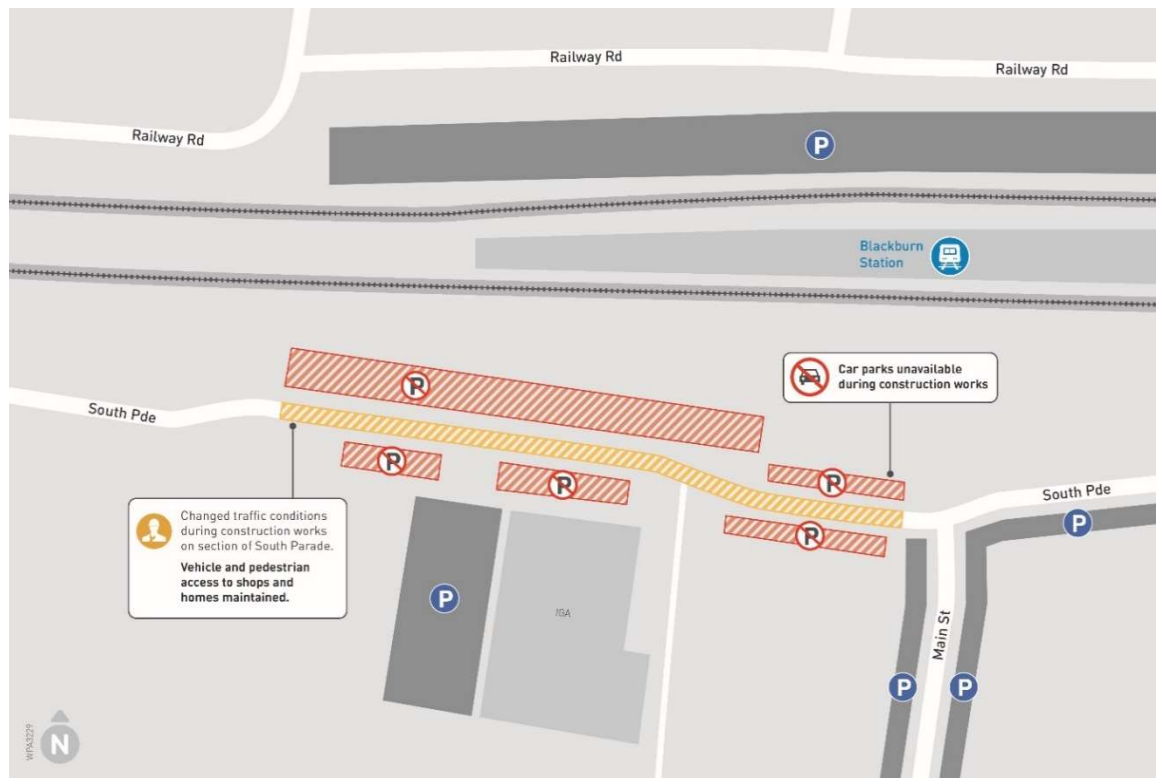 Railway Rd
Railway Rd
Railway Rd
P
Blackburn
Station
Car parks unavailable
during construction works
P
South Pde
P
P
P
P
South Pde
P
Changed traffic conditions
during construction works
on section of South Parade.
Vehicle and pedestrian
access to shops and
homes maintained.
P
IGA
Main St
P
P
WPA3229
N